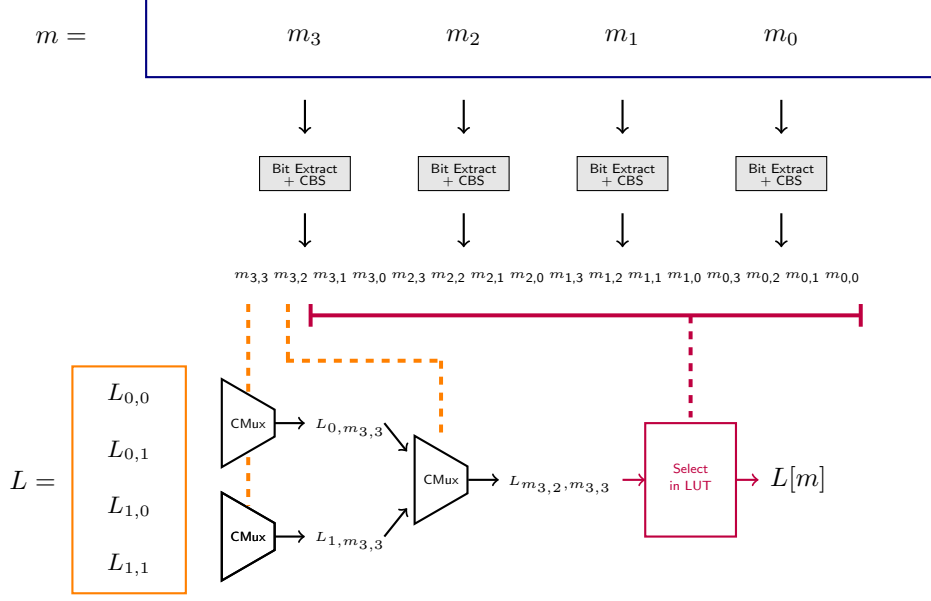 m = m_3 m_2 m_1 m_0
Bit Extract + CBS
Bit Extract + CBS
Bit Extract + CBS
Bit Extract + CBS
m_{3,3} m_{3,2} m_{3,1} m_{3,0} m_{2,3} m_{2,2} m_{2,1} m_{2,0} m_{1,3} m_{1,2} m_{1,1} m_{1,0} m_{0,3} m_{0,2} m_{0,1} m_{0,0}
L =
L_{0,0}
L_{0,1}
L_{1,0}
L_{1,1}
CMux
L_{0,m_{3,3}}
CMux
L_{1,m_{3,3}}
CMux
L_{m_{3,2},m_{3,3}}
Select
in LUT
L[m]